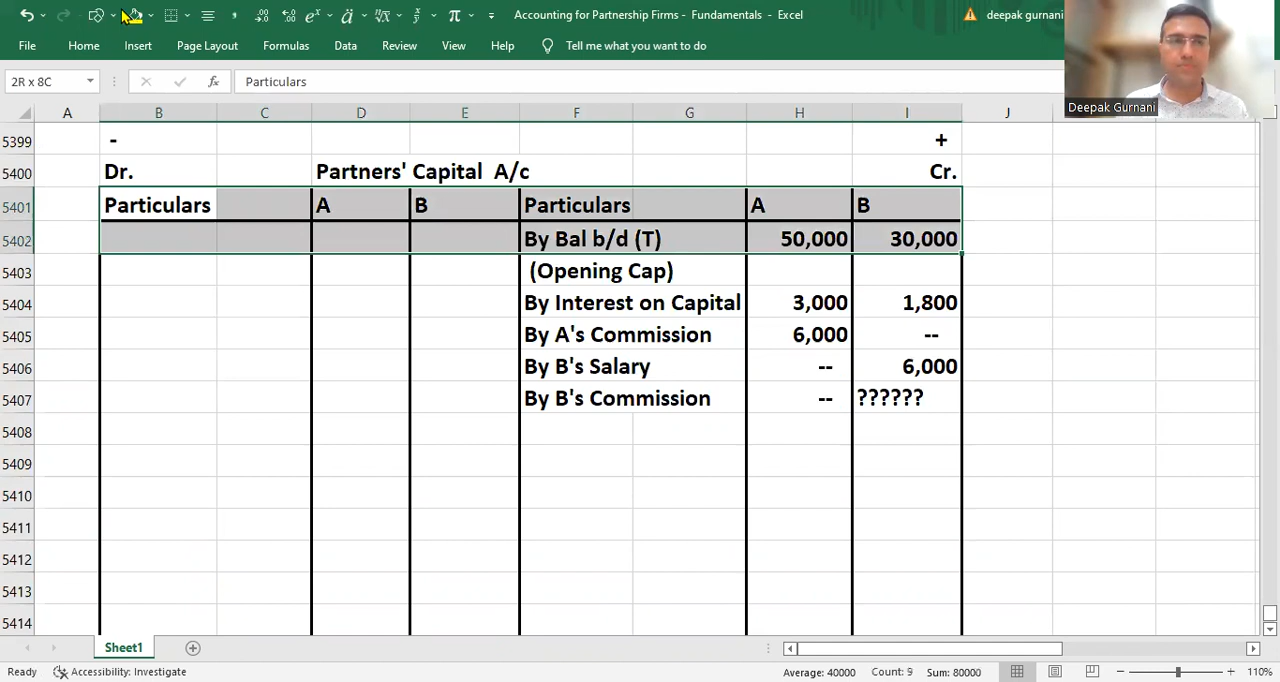 Accounting for Partnership Firms - Fundamentals - Excel
deepak gurnani
File Home Insert Page Layout Formulas Data Review View Help Tell me what you want to do
2R x 8C fx Particulars
Deepak Gurnani
A B C D E F G H I J
5399 - +
5400 Dr. Partners' Capital A/c Cr.
5401 Particulars A B Particulars A B
5402 By Bal b/d (T) 50,000 30,000
5403 (Opening Cap)
5404 By Interest on Capital 3,000 1,800
5405 By A's Commission 6,000 --
5406 By B's Salary -- 6,000
5407 By B's Commission -- ??????
5408
5409
5410
5411
5412
5413
5414
Sheet1
Ready Accessibility: Investigate Average: 40000 Count: 9 Sum: 80000 110%